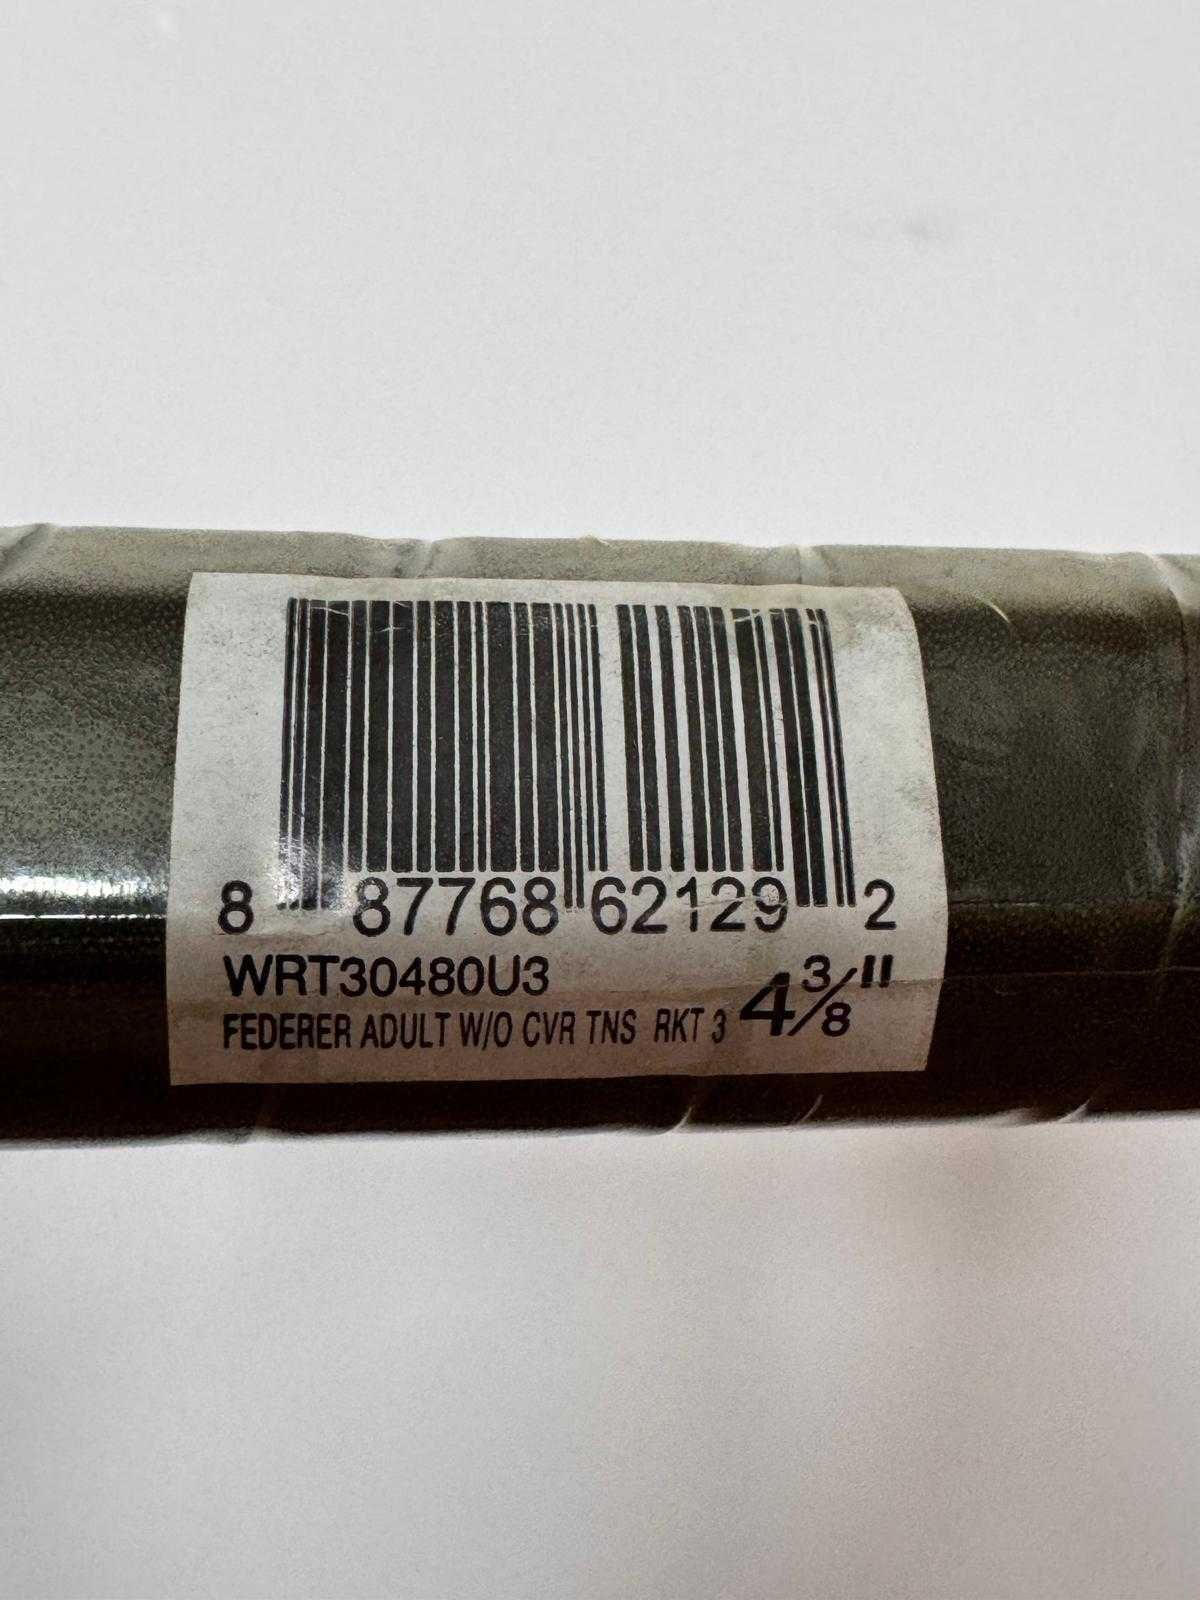 8 87768 62129 2
WRT30480U3
FEDERER ADULT W/O CVR TNS RKT 3 4 3/8"